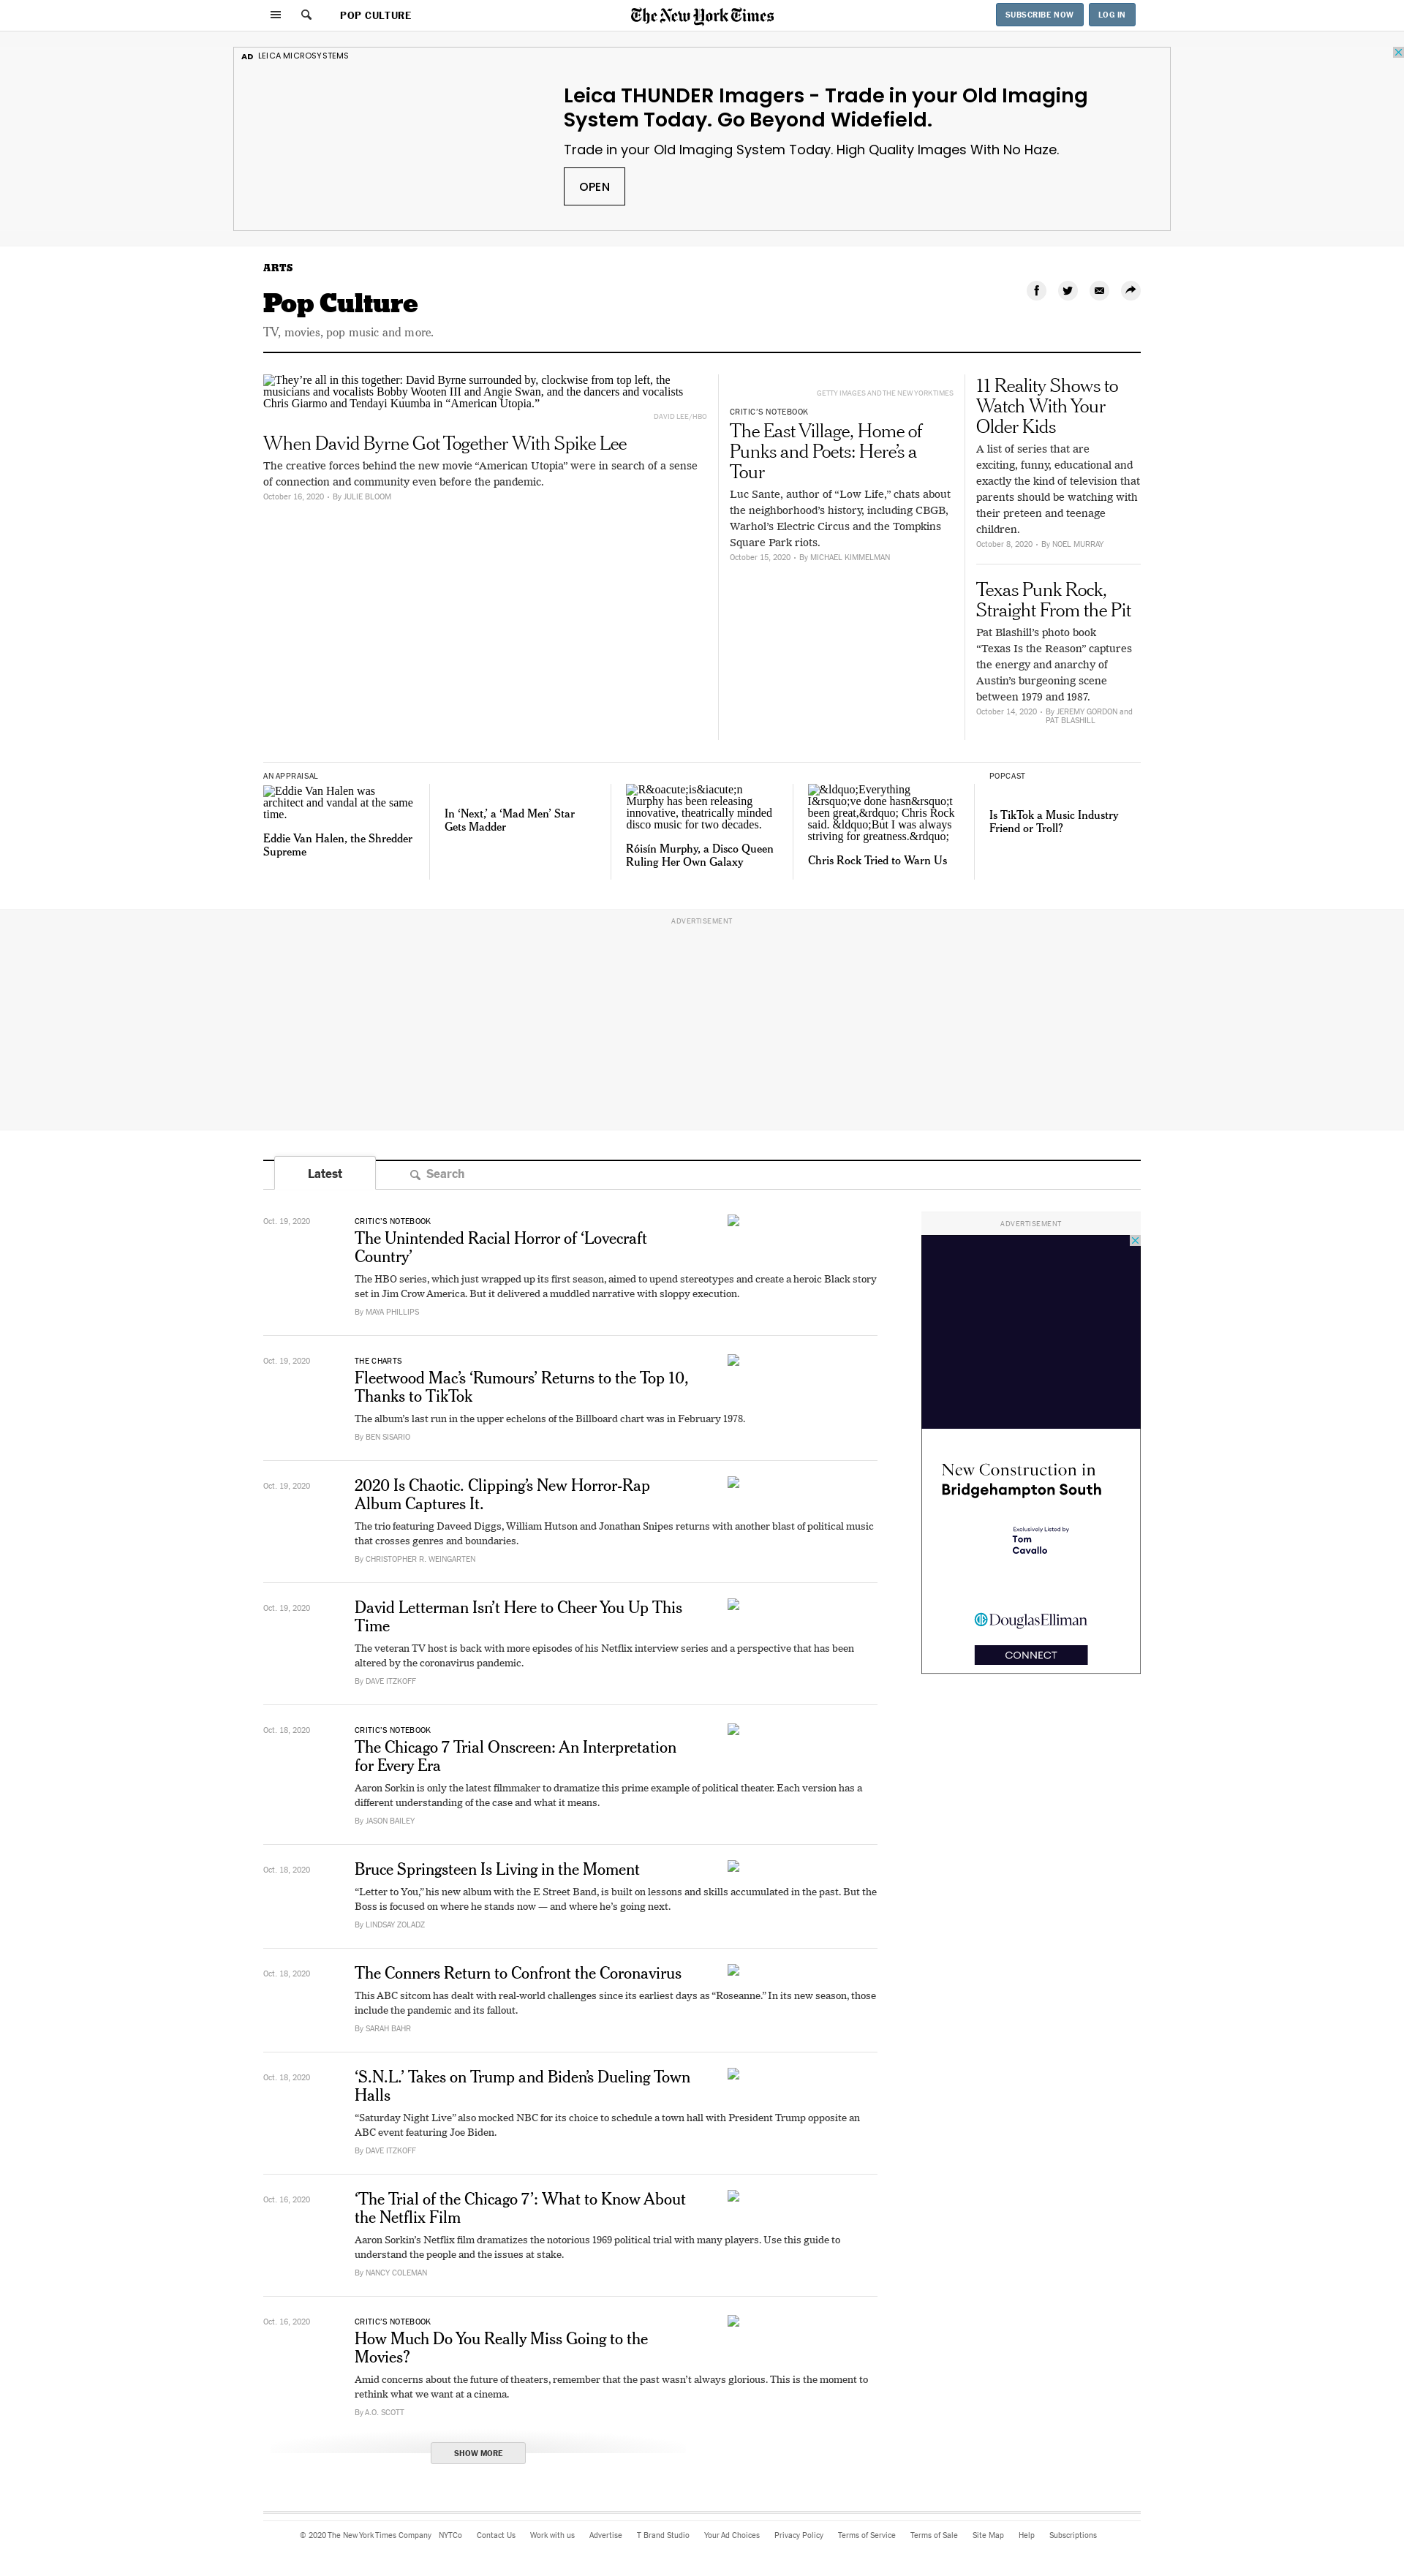 POP CULTURE
The New York Times
SUBSCRIBE NOW
LOG IN
AD LEICA MICROSYSTEMS
Leica THUNDER Imagers - Trade in your Old Imaging
System Today. Go Beyond Widefield.
Trade in your Old Imaging System Today. High Quality Images With No Haze.
OPEN
ARTS
Pop Culture
TV, movies, pop music and more.
They’re all in this together: David Byrne surrounded by, clockwise from top left, the
musicians and vocalists Bobby Wooten III and Angie Swan, and the dancers and vocalists
Chris Giarmo and Tendayi Kuumba in “American Utopia.”
DAVID LEE/HBO
When David Byrne Got Together With Spike Lee
The creative forces behind the new movie “American Utopia” were in search of a sense
of connection and community even before the pandemic.
October 16, 2020 • By JULIE BLOOM
GETTY IMAGES AND THE NEW YORK TIMES
CRITIC’S NOTEBOOK
The East Village, Home of
Punks and Poets: Here’s a
Tour
Luc Sante, author of “Low Life,” chats about
the neighborhood’s history, including CBGB,
Warhol’s Electric Circus and the Tompkins
Square Park riots.
October 15, 2020 • By MICHAEL KIMMELMAN
11 Reality Shows to
Watch With Your
Older Kids
A list of series that are
exciting, funny, educational and
exactly the kind of television that
parents should be watching with
their preteen and teenage
children.
October 8, 2020 • By NOEL MURRAY
Texas Punk Rock,
Straight From the Pit
Pat Blashill’s photo book
“Texas Is the Reason” captures
the energy and anarchy of
Austin’s burgeoning scene
between 1979 and 1987.
October 14, 2020 • By JEREMY GORDON and
PAT BLASHILL
AN APPRAISAL
Eddie Van Halen was
architect and vandal at the same
time.
Eddie Van Halen, the Shredder
Supreme
In ‘Next,’ a ‘Mad Men’ Star
Gets Madder
R&oacute;is&iacute;n
Murphy has been releasing
innovative, theatrically minded
disco music for two decades.
Róisín Murphy, a Disco Queen
Ruling Her Own Galaxy
&ldquo;Everything
I&rsquo;ve done hasn&rsquo;t
been great,&rdquo; Chris Rock
said. &ldquo;But I was always
striving for greatness.&rdquo;
Chris Rock Tried to Warn Us
POPCAST
Is TikTok a Music Industry
Friend or Troll?
ADVERTISEMENT
Latest
Search
Oct. 19, 2020
CRITIC’S NOTEBOOK
The Unintended Racial Horror of ‘Lovecraft
Country’
The HBO series, which just wrapped up its first season, aimed to upend stereotypes and create a heroic Black story
set in Jim Crow America. But it delivered a muddled narrative with sloppy execution.
By MAYA PHILLIPS
Oct. 19, 2020
THE CHARTS
Fleetwood Mac’s ‘Rumours’ Returns to the Top 10,
Thanks to TikTok
The album’s last run in the upper echelons of the Billboard chart was in February 1978.
By BEN SISARIO
Oct. 19, 2020
2020 Is Chaotic. Clipping’s New Horror-Rap
Album Captures It.
The trio featuring Daveed Diggs, William Hutson and Jonathan Snipes returns with another blast of political music
that crosses genres and boundaries.
By CHRISTOPHER R. WEINGARTEN
Oct. 19, 2020
David Letterman Isn’t Here to Cheer You Up This
Time
The veteran TV host is back with more episodes of his Netflix interview series and a perspective that has been
altered by the coronavirus pandemic.
By DAVE ITZKOFF
Oct. 18, 2020
CRITIC’S NOTEBOOK
The Chicago 7 Trial Onscreen: An Interpretation
for Every Era
Aaron Sorkin is only the latest filmmaker to dramatize this prime example of political theater. Each version has a
different understanding of the case and what it means.
By JASON BAILEY
Oct. 18, 2020
Bruce Springsteen Is Living in the Moment
“Letter to You,” his new album with the E Street Band, is built on lessons and skills accumulated in the past. But the
Boss is focused on where he stands now — and where he’s going next.
By LINDSAY ZOLADZ
Oct. 18, 2020
The Conners Return to Confront the Coronavirus
This ABC sitcom has dealt with real-world challenges since its earliest days as “Roseanne.” In its new season, those
include the pandemic and its fallout.
By SARAH BAHR
Oct. 18, 2020
‘S.N.L.’ Takes on Trump and Biden’s Dueling Town
Halls
“Saturday Night Live” also mocked NBC for its choice to schedule a town hall with President Trump opposite an
ABC event featuring Joe Biden.
By DAVE ITZKOFF
Oct. 16, 2020
‘The Trial of the Chicago 7’: What to Know About
the Netflix Film
Aaron Sorkin’s Netflix film dramatizes the notorious 1969 political trial with many players. Use this guide to
understand the people and the issues at stake.
By NANCY COLEMAN
Oct. 16, 2020
CRITIC’S NOTEBOOK
How Much Do You Really Miss Going to the
Movies?
Amid concerns about the future of theaters, remember that the past wasn’t always glorious. This is the moment to
rethink what we want at a cinema.
By A.O. SCOTT
SHOW MORE
ADVERTISEMENT
New Construction in
Bridgehampton South
Exclusively Listed by
Tom
Cavallo
DouglasElliman
CONNECT
© 2020 The New York Times Company NYTCo Contact Us Work with us Advertise T Brand Studio Your Ad Choices Privacy Policy Terms of Service Terms of Sale Site Map Help Subscriptions